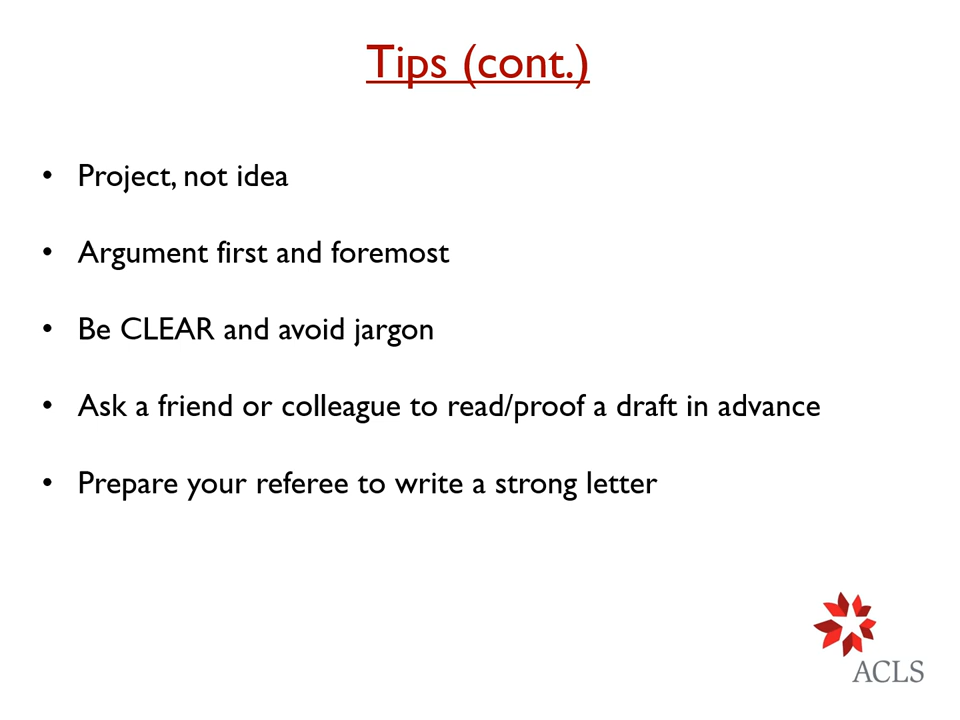 Tips (cont.)
• Project, not idea
• Argument first and foremost
• Be CLEAR and avoid jargon
• Ask a friend or colleague to read/proof a draft in advance
• Prepare your referee to write a strong letter
ACLS